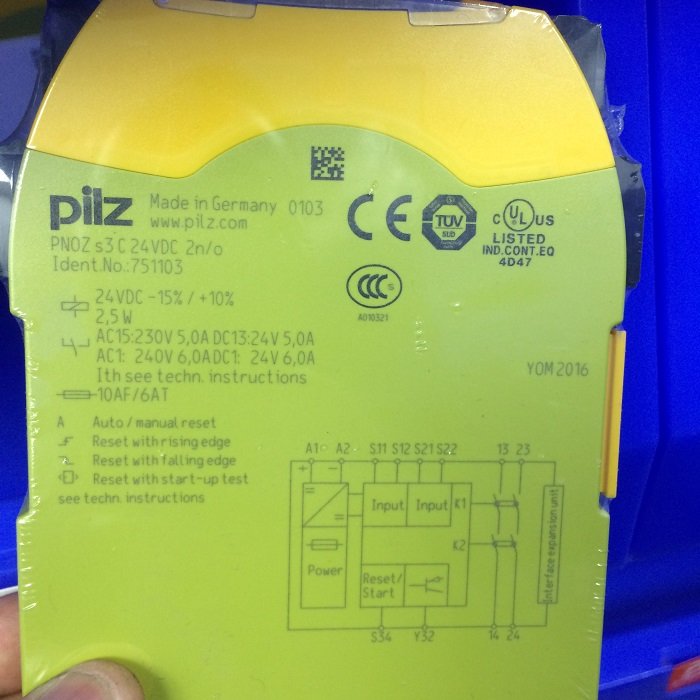 pilz Made in Germany 0103
www.pilz.com
PNOZ s3 C 24VDC 2n/o
Ident.No.:751103
CE
TÜV
SÜD
C UL US
LISTED
IND.CONT.EQ
4D47
CCC S
A010321
24VDC -15% / +10%
2,5 W
AC15:230V 5,0A DC13:24V 5,0A
AC1: 240V 6,0A DC1: 24V 6,0A
Ith see techn. instructions
10AF/6AT
YOM 2016
A Auto / manual reset
Reset with rising edge
Reset with falling edge
Reset with start-up test
see techn. instructions
A1 A2 S11 S12 S21 S22 13 23
+ −
Input Input K1
K2
Power
Reset/
Start
Interface expansion unit
S34 Y32 14 24